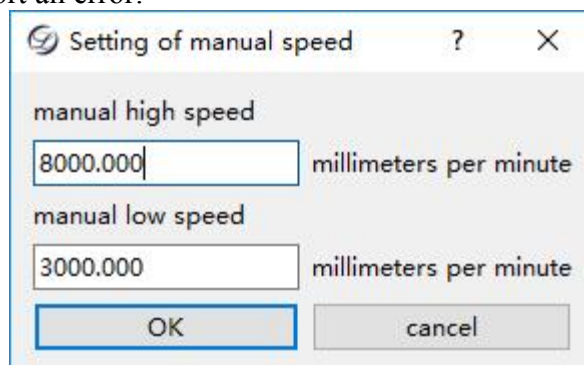 an error.
Setting of manual speed ? ×
manual high speed
8000.000 millimeters per minute
manual low speed
3000.000 millimeters per minute
OK cancel